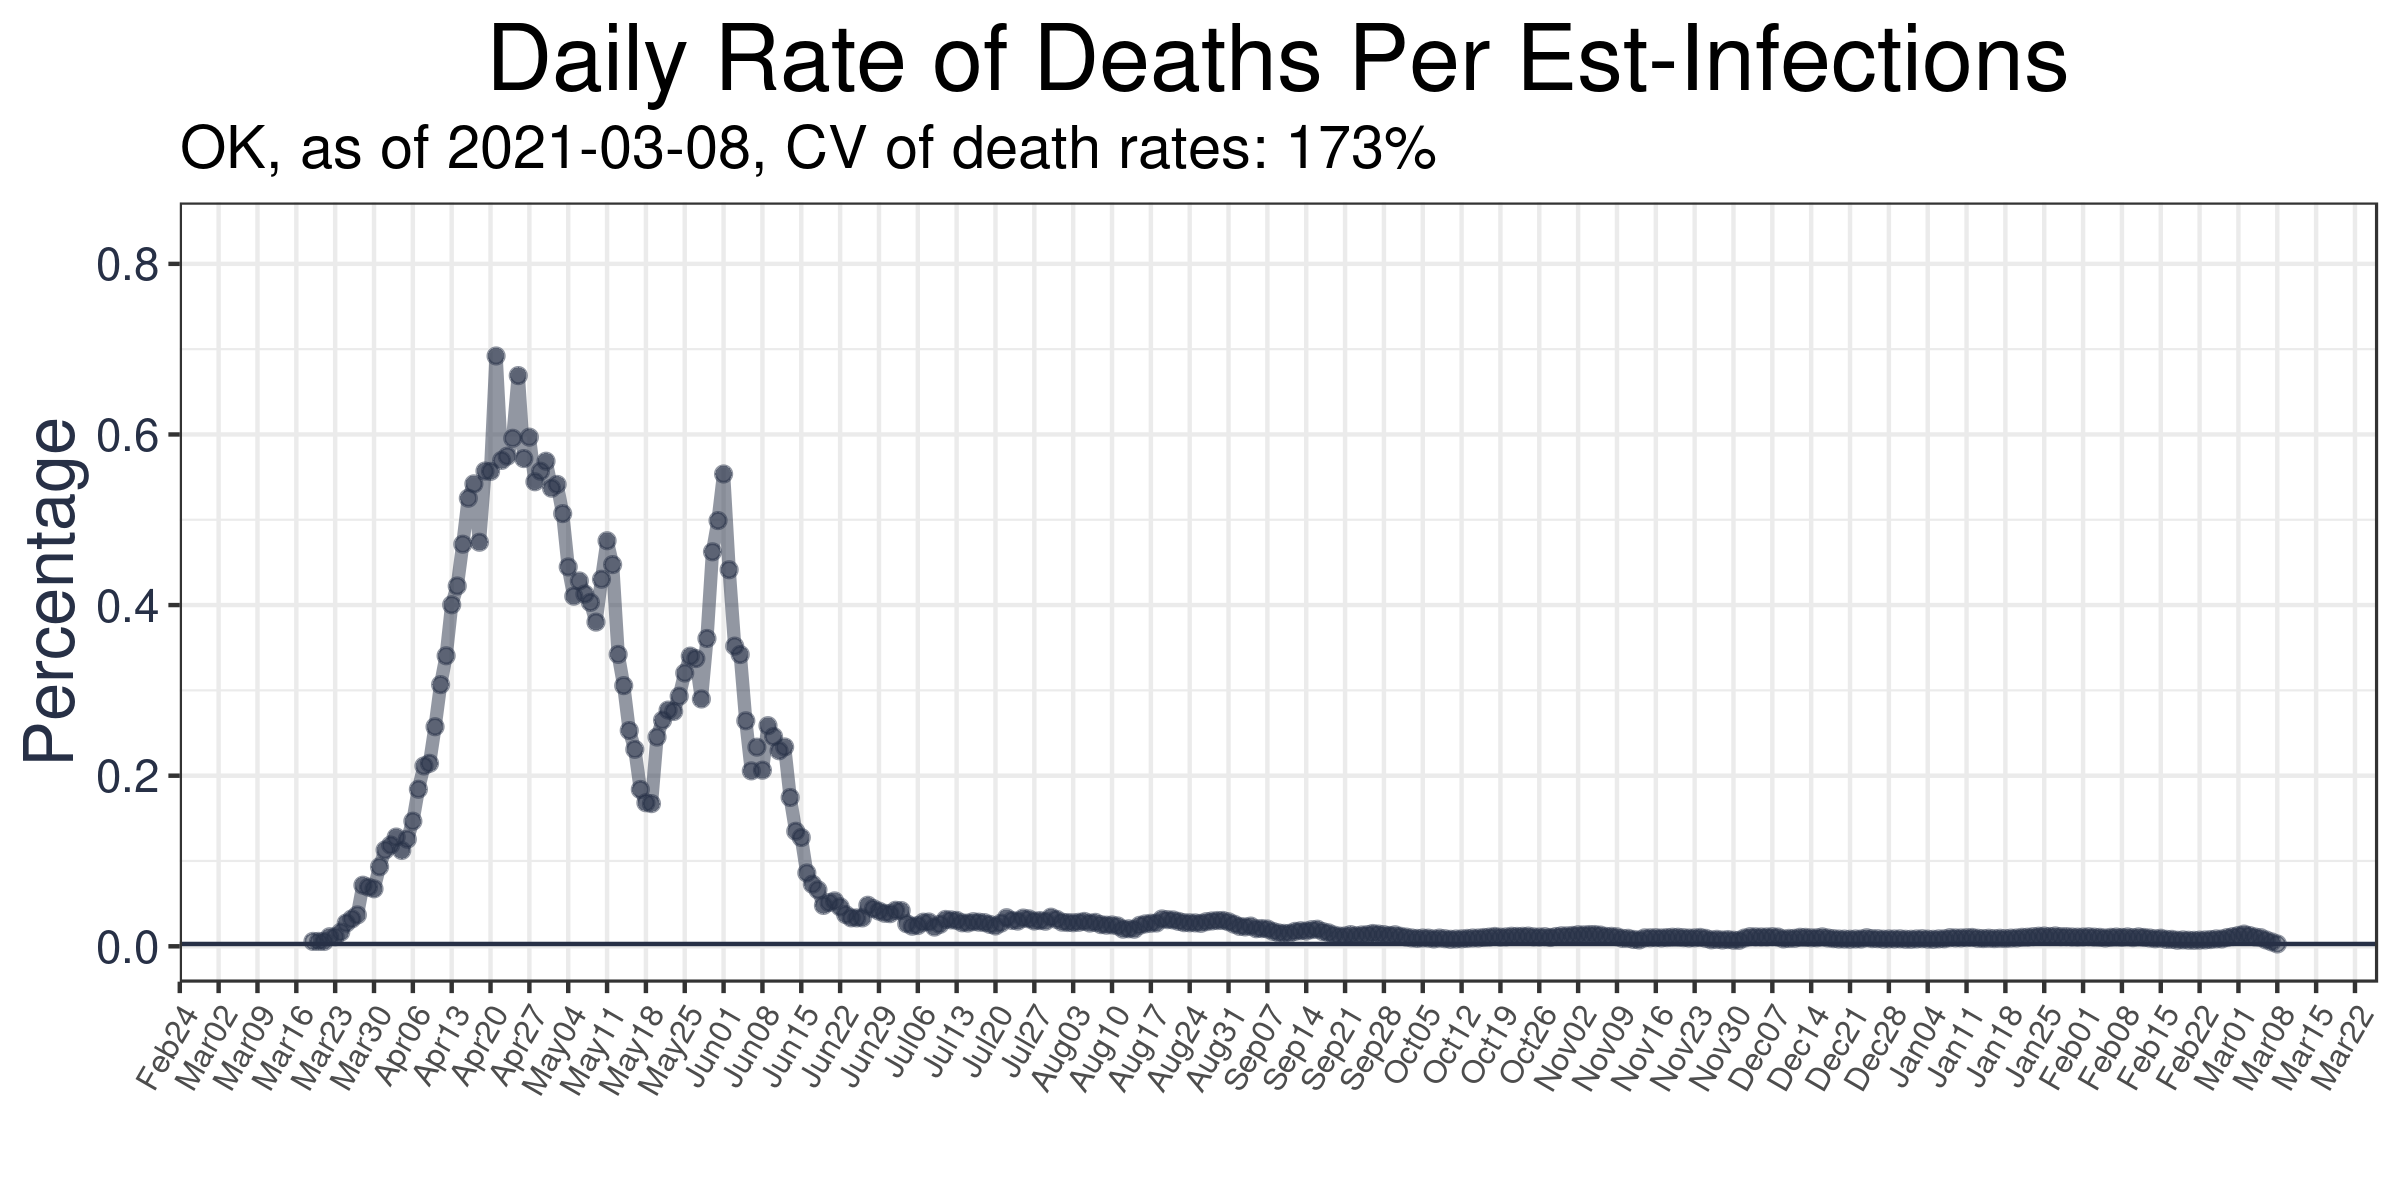 Daily Rate of Deaths Per Est-Infections
OK, as of 2021-03-08, CV of death rates: 173%
Percentage
0.8
0.6
0.4
0.2
0.0
Feb24
Mar02
Mar09
Mar16
Mar23
Mar30
Apr06
Apr13
Apr20
Apr27
May04
May11
May18
May25
Jun01
Jun08
Jun15
Jun22
Jun29
Jul06
Jul13
Jul20
Jul27
Aug03
Aug10
Aug17
Aug24
Aug31
Sep07
Sep14
Sep21
Sep28
Oct05
Oct12
Oct19
Oct26
Nov02
Nov09
Nov16
Nov23
Nov30
Dec07
Dec14
Dec21
Dec28
Jan04
Jan11
Jan18
Jan25
Feb01
Feb08
Feb15
Feb22
Mar01
Mar08
Mar15
Mar22